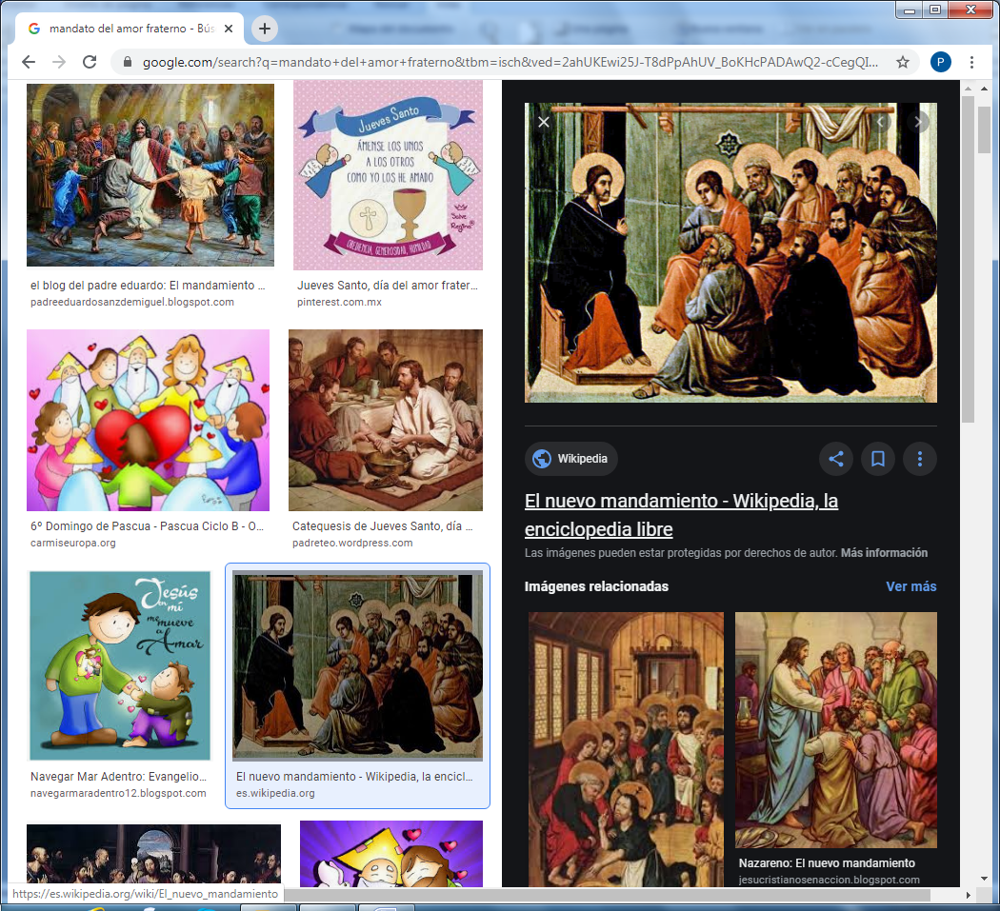 mandato del amor fraterno - Bús
google.com/search?q=mandato+del+amor+fraterno&tbm=isch&ved=2ahUKEwi25J-T8dPpAhUV_BoKHcPADAwQ2-cCegQI...
P
Jueves Santo
ÁMENSE LOS UNOS
A LOS OTROS
COMO YO LOS HE AMADO
Salve
Regina
OBEDIENCIA, GENEROSIDAD, HUMILDAD
el blog del padre eduardo: El mandamiento ...
padreeduardosanzdemiguel.blogspot.com
Jueves Santo, día del amor frater...
pinterest.com.mx
6º Domingo de Pascua - Pascua Ciclo B - O...
carmiseuropa.org
Catequesis de Jueves Santo, día ...
padreteo.wordpress.com
Jesús
en mí
me mueve
a Amar
Navegar Mar Adentro: Evangelio...
navegarmaradentro12.blogspot.com
El nuevo mandamiento - Wikipedia, la encicl...
es.wikipedia.org
Wikipedia
El nuevo mandamiento - Wikipedia, la
enciclopedia libre
Las imágenes pueden estar protegidas por derechos de autor. Más información
Imágenes relacionadas
Ver más
Nazareno: El nuevo mandamiento
jesucristianosenaccion.blogspot.com
https://es.wikipedia.org/wiki/El_nuevo_mandamiento